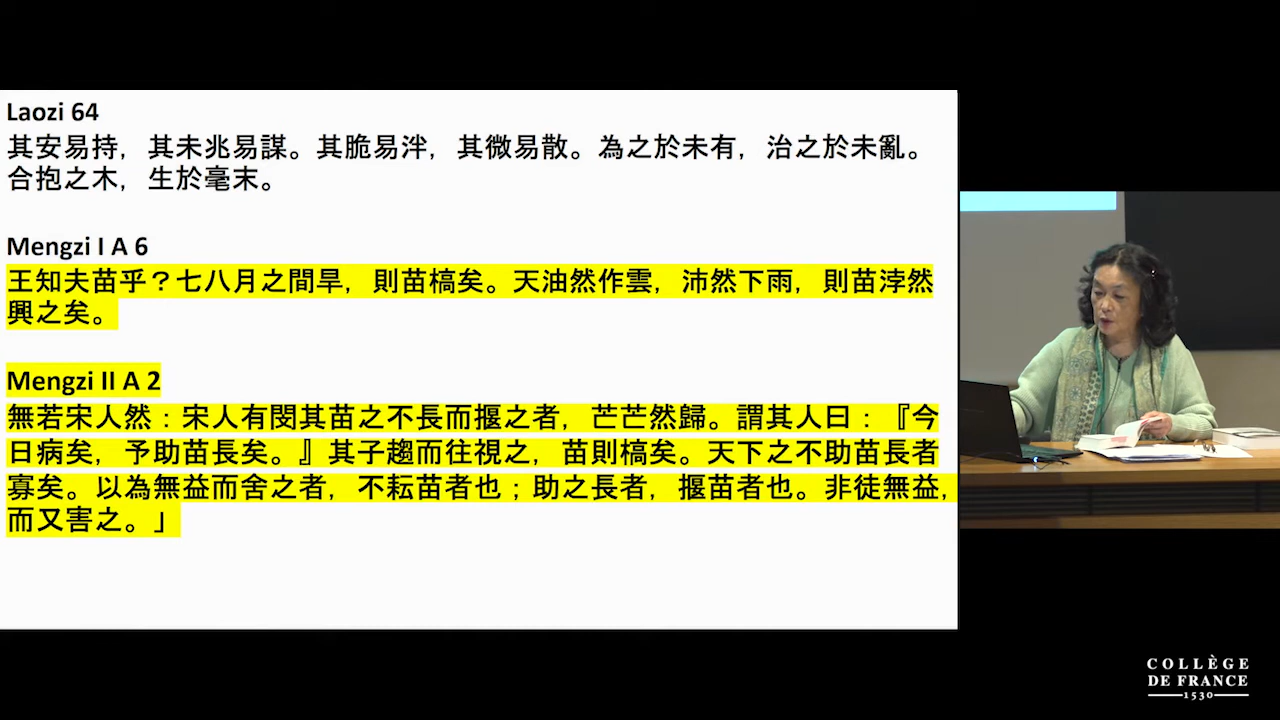 Laozi 64
其安易持，其未兆易謀。其脆易泮，其微易散。為之於未有，治之於未亂。
合抱之木，生於毫末。
Mengzi I A 6
王知夫苗乎？七八月之間旱，則苗槁矣。天油然作雲，沛然下雨，則苗浡然
興之矣。
Mengzi II A 2
無若宋人然：宋人有閔其苗之不長而揠之者，芒芒然歸。謂其人曰：『今
日病矣，予助苗長矣。』其子趨而往視之，苗則槁矣。天下之不助苗長者
寡矣。以為無益而舍之者，不耘苗者也；助之長者，揠苗者也。非徒無益，
而又害之。」
COLLÈGE
DE FRANCE
1530